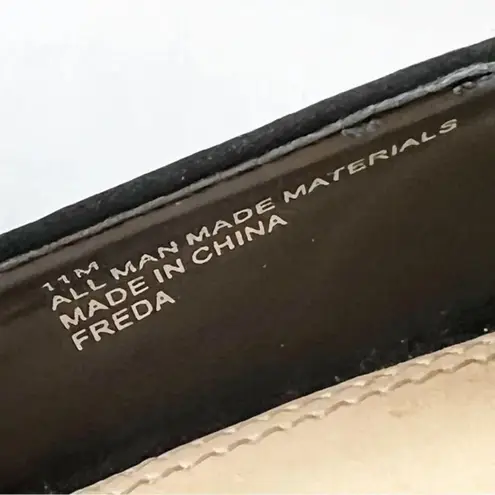 11M
ALL MAN MADE MATERIALS
MADE IN CHINA
FREDA